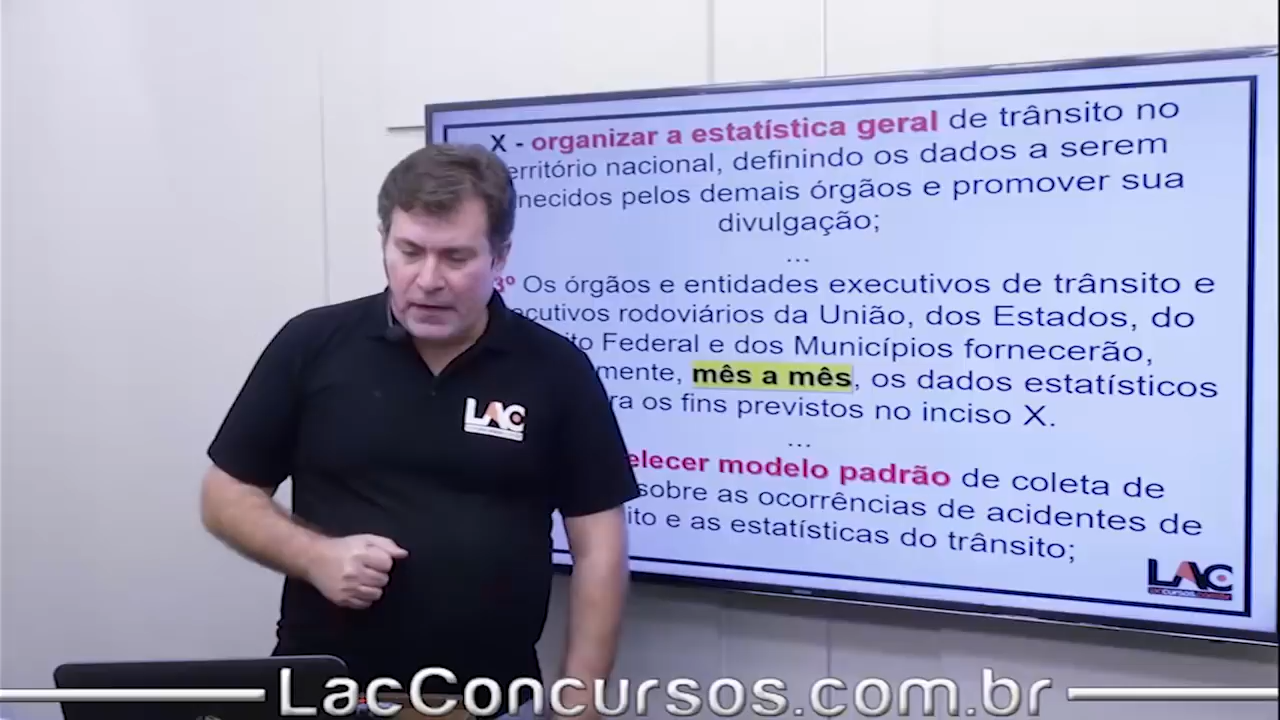 X - organizar a estatística geral de trânsito no
erritório nacional, definindo os dados a serem
necidos pelos demais órgãos e promover sua
divulgação;
...
3º Os órgãos e entidades executivos de trânsito e
ecutivos rodoviários da União, dos Estados, do
ito Federal e dos Municípios fornecerão,
mente, mês a mês, os dados estatísticos
ra os fins previstos no inciso X.
...
elecer modelo padrão de coleta de
sobre as ocorrências de acidentes de
ito e as estatísticas do trânsito;
LAC
LAC
LacConcursos.com.br